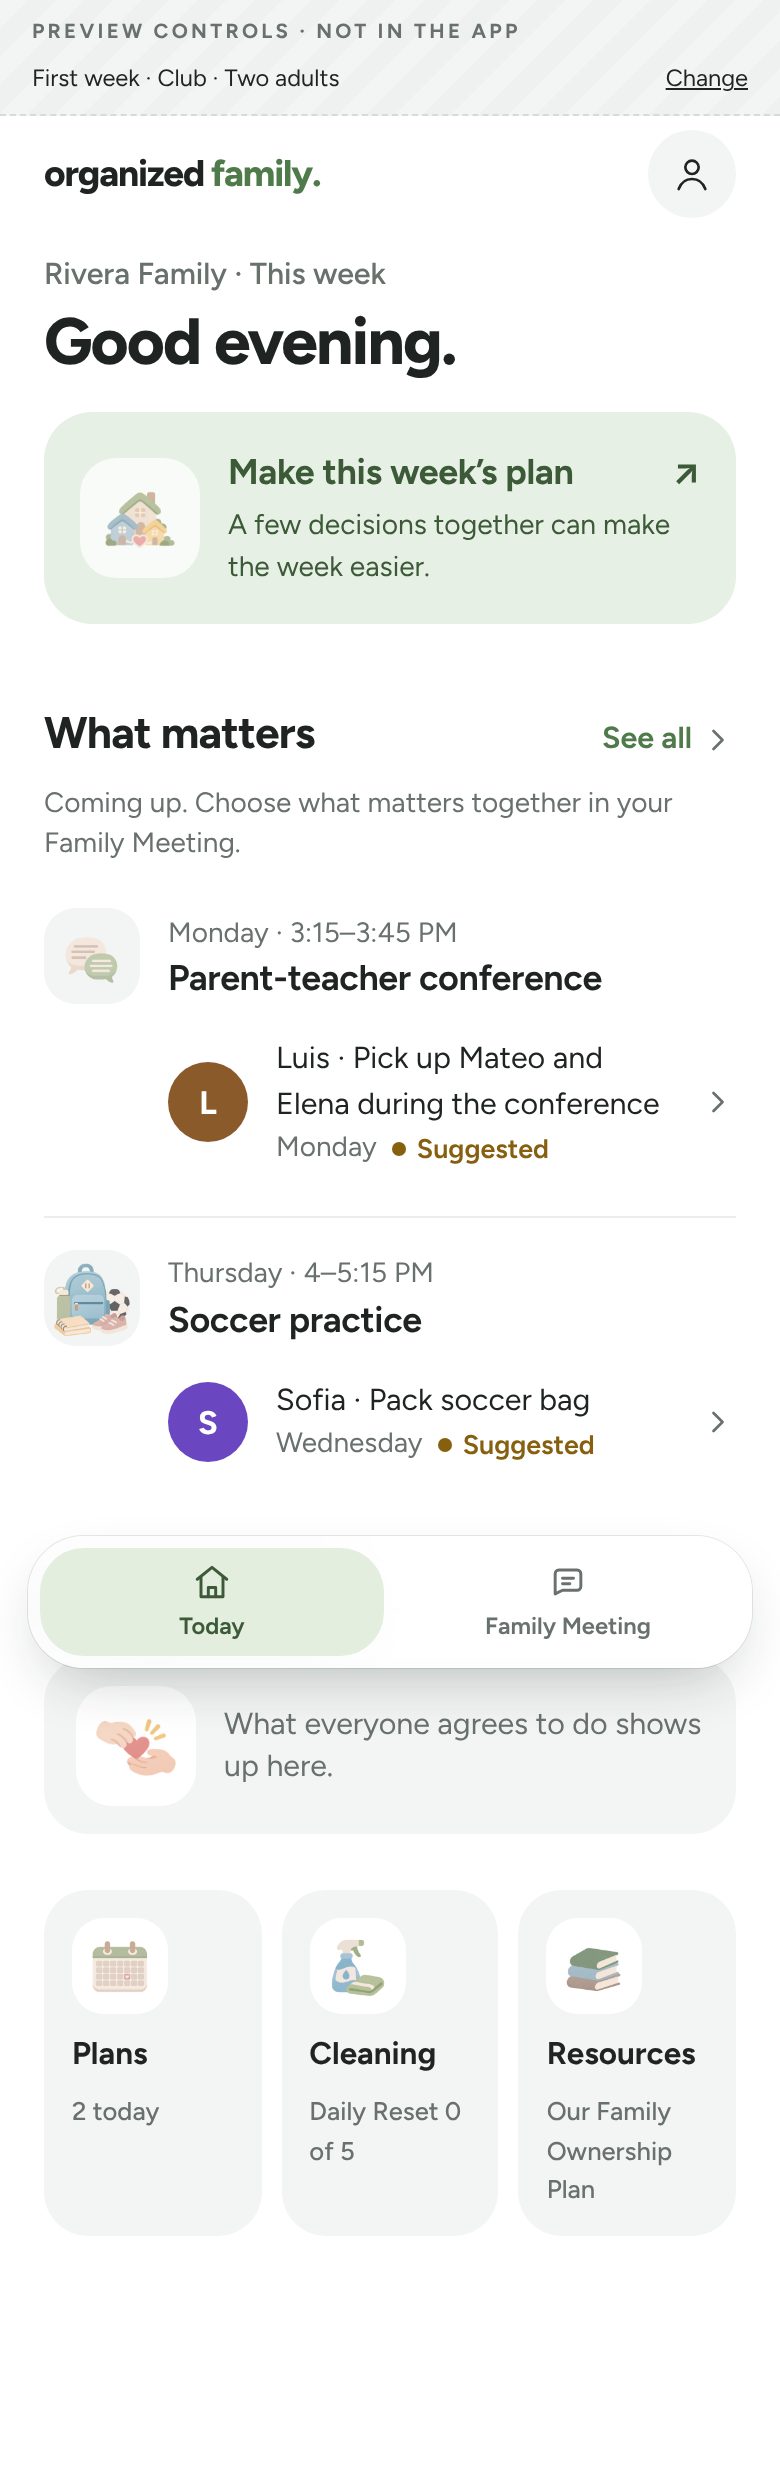 PREVIEW CONTROLS · NOT IN THE APP
First week · Club · Two adults
Change
organized family.
Rivera Family · This week
Good evening.
Make this week’s plan
A few decisions together can make
the week easier.
What matters
See all
Coming up. Choose what matters together in your
Family Meeting.
Monday · 3:15–3:45 PM
Parent-teacher conference
L
Luis · Pick up Mateo and
Elena during the conference
Monday
Suggested
Thursday · 4–5:15 PM
Soccer practice
S
Sofia · Pack soccer bag
Wednesday
Suggested
Today
Family Meeting
What everyone agrees to do shows
up here.
Plans
2 today
Cleaning
Daily Reset 0
of 5
Resources
Our Family
Ownership
Plan